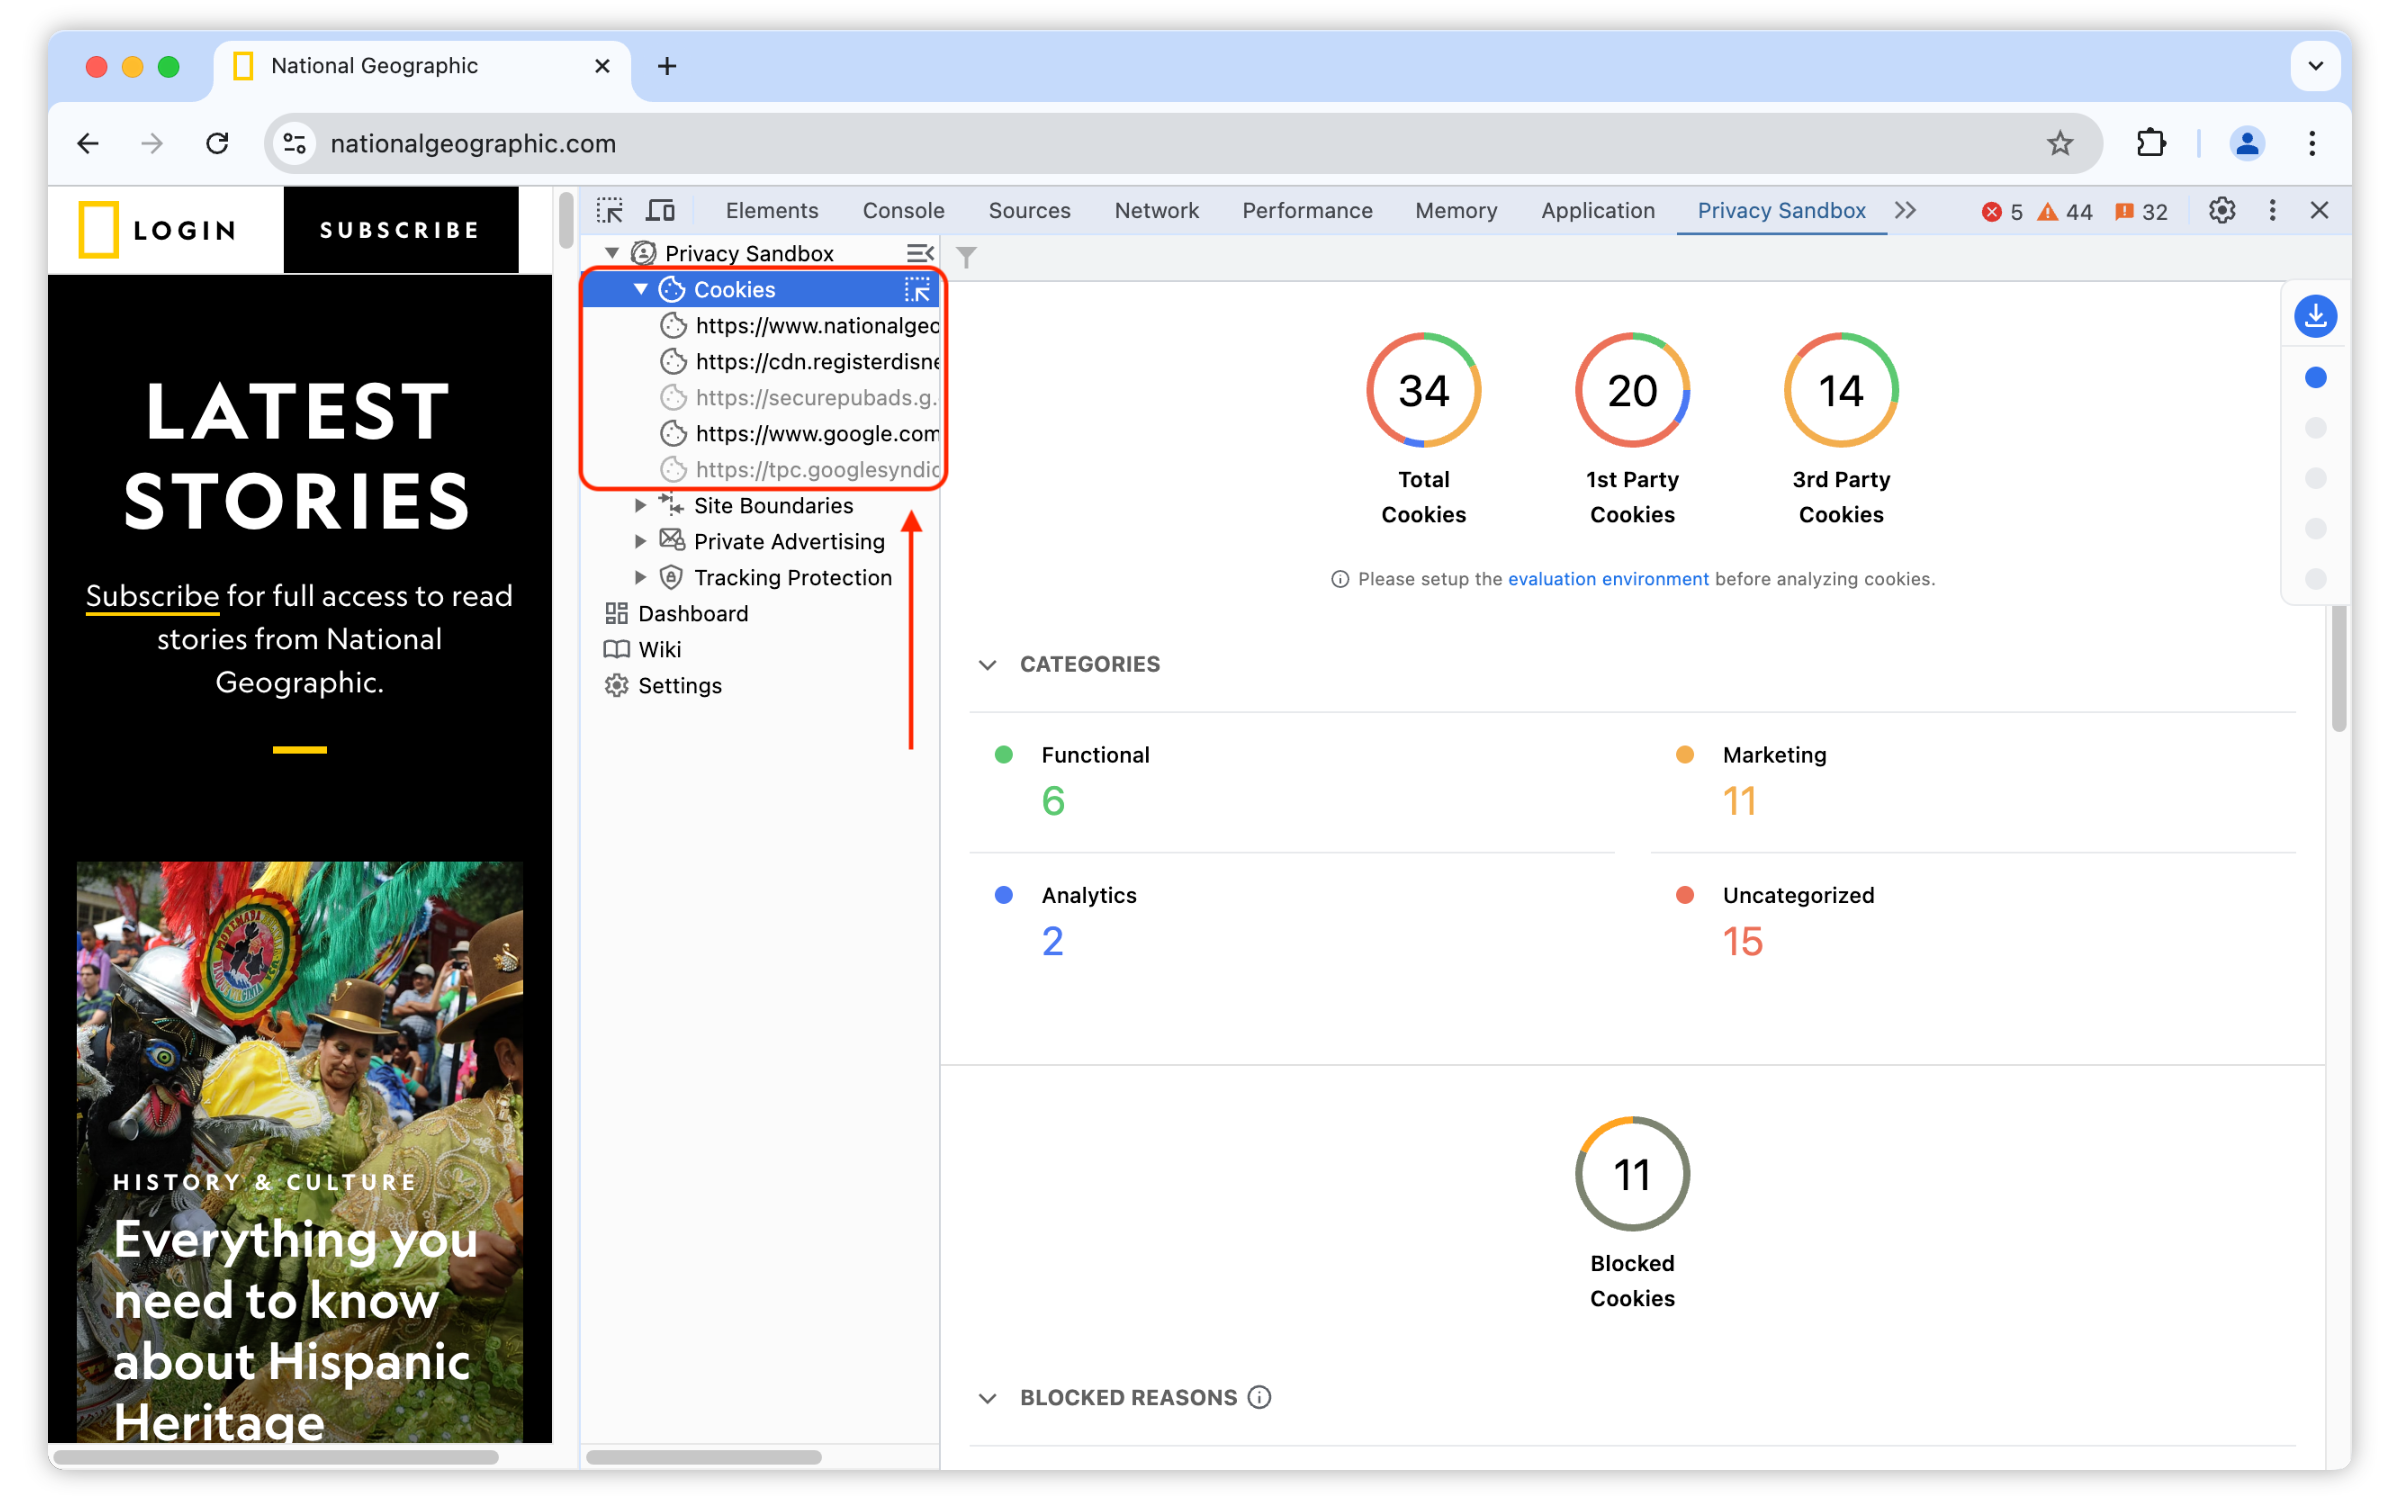 National Geographic
nationalgeographic.com
LOGIN
SUBSCRIBE
LATEST
STORIES
Subscribe for full access to read
stories from National
Geographic.
HISTORY & CULTURE
Everything you
need to know
about Hispanic
Heritage
Elements Console Sources Network Performance Memory Application Privacy Sandbox 5 44 32
Privacy Sandbox
Cookies
https://www.nationalgeo
https://cdn.registerdisne
https://securepubads.g.
https://www.google.com
https://tpc.googlesyndic
Site Boundaries
Private Advertising
Tracking Protection
Dashboard
Wiki
Settings
34
Total
Cookies
20
1st Party
Cookies
14
3rd Party
Cookies
Please setup the evaluation environment before analyzing cookies.
CATEGORIES
Functional
6
Marketing
11
Analytics
2
Uncategorized
15
11
Blocked
Cookies
BLOCKED REASONS